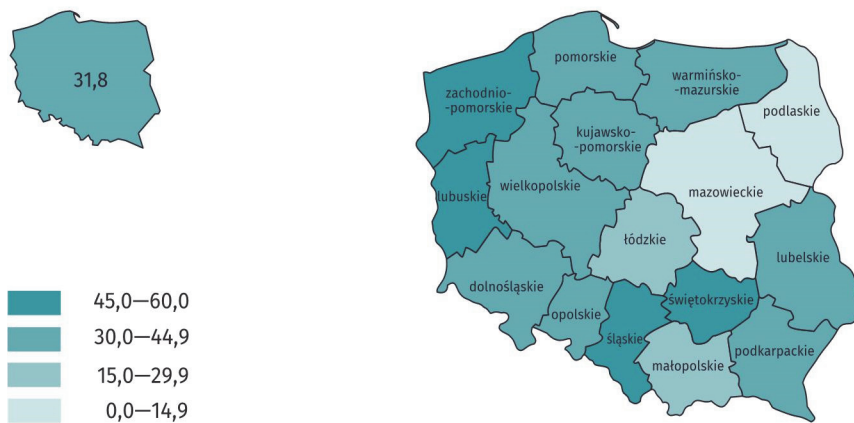 31,8
pomorskie
warmińsko-
-mazurskie
zachodnio-
-pomorskie
podlaskie
kujawsko-
-pomorskie
wielkopolskie
mazowieckie
lubuskie
łódzkie
lubelskie
dolnośląskie
opolskie
świętokrzyskie
śląskie
podkarpackie
małopolskie
45,0—60,0
30,0—44,9
15,0—29,9
0,0—14,9